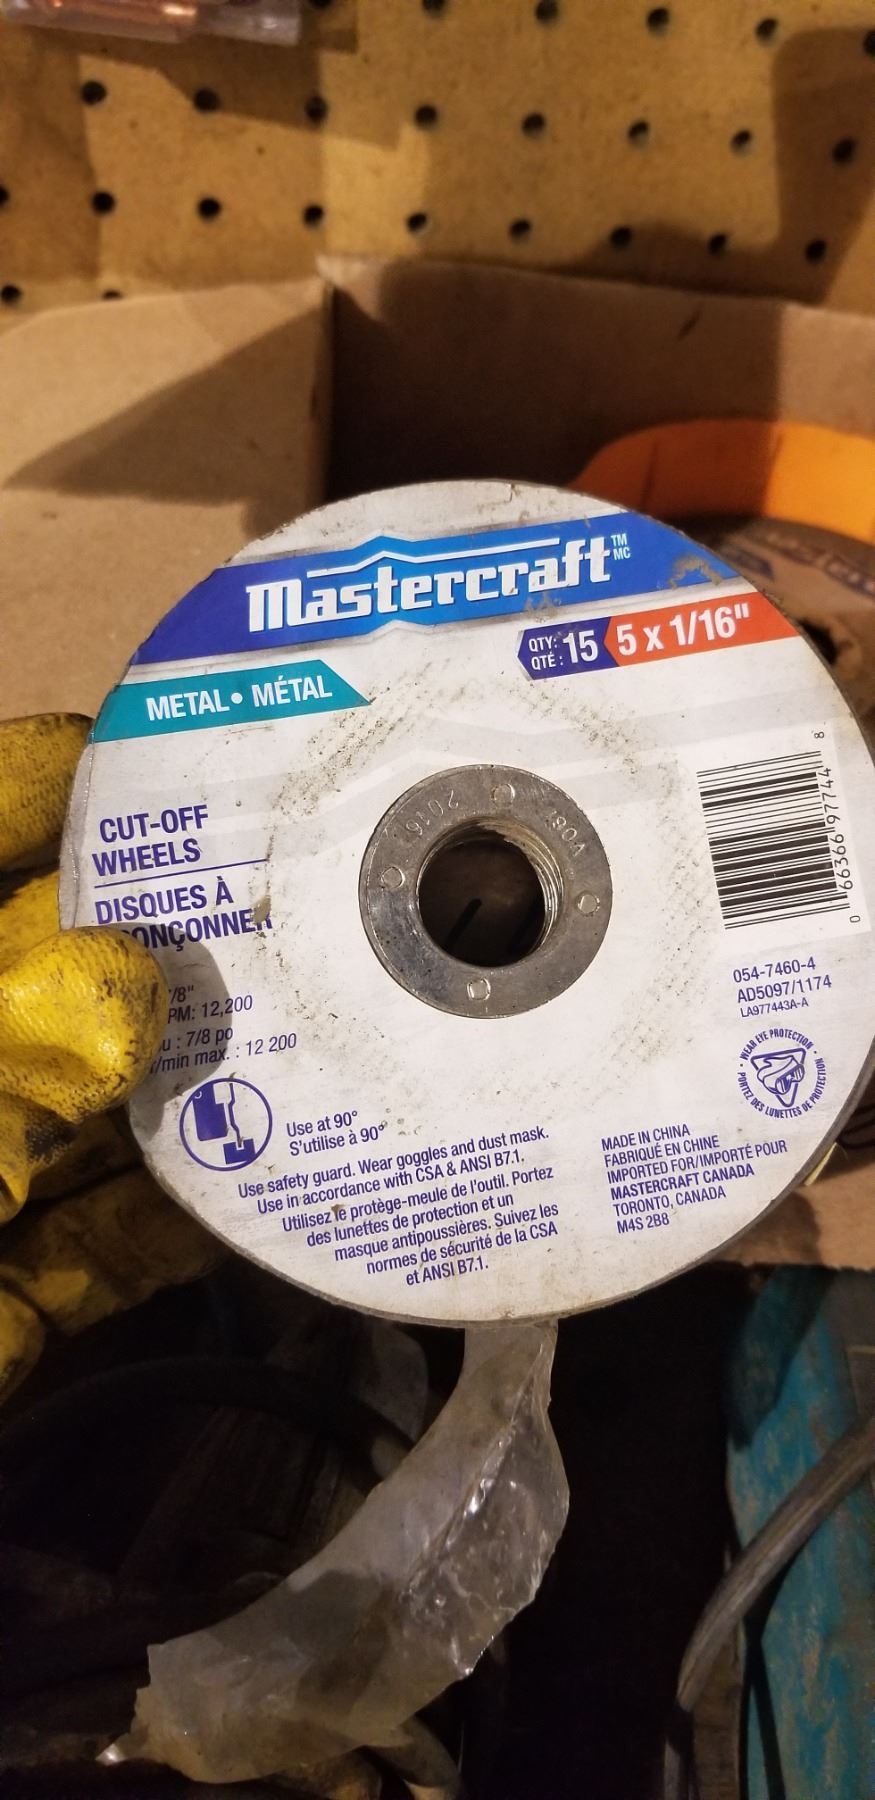 Mastercraft™
MC
QTY:
QTÉ :
15
5 x 1/16"
METAL • MÉTAL
CUT-OFF
WHEELS
DISQUES À
ONÇONNER
/8"
PM: 12,200
u : 7/8 po
/min max. : 12 200
2016
Use at 90°
S'utilise à 90°
Use safety guard. Wear goggles and dust mask.
Use in accordance with CSA & ANSI B7.1.
Utilisez le protège-meule de l'outil. Portez
des lunettes de protection et un
masque antipoussières. Suivez les
normes de sécurité de la CSA
et ANSI B7.1.
0 66366 97744 8
054-7460-4
AD5097/1174
LA977443A-A
• WEAR EYE PROTECTION •
PORTEZ DES LUNETTES DE PROTECTION
MADE IN CHINA
FABRIQUÉ EN CHINE
IMPORTED FOR/IMPORTÉ POUR
MASTERCRAFT CANADA
TORONTO, CANADA
M4S 2B8